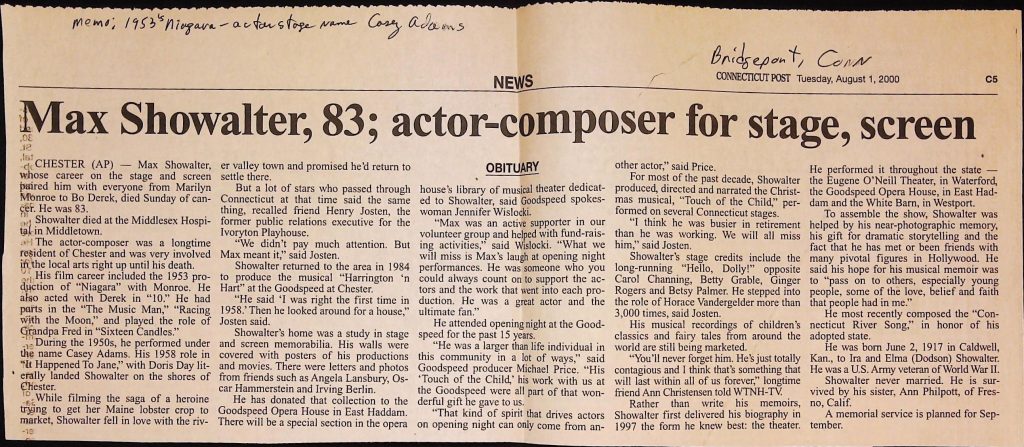 memo; 1953's Niagara - actor stage name Casey Adams
Bridgeport, Conn
NEWS
CONNECTICUT POST Tuesday, August 1, 2000
C5
Max Showalter, 83; actor-composer for stage, screen
CHESTER (AP) — Max Showalter,
whose career on the stage and screen
paired him with everyone from Marilyn
Monroe to Bo Derek, died Sunday of can-
cer. He was 83.
Showalter died at the Middlesex Hospi-
tal in Middletown.
The actor-composer was a longtime
resident of Chester and was very involved
in the local arts right up until his death.
His film career included the 1953 pro-
duction of "Niagara" with Monroe. He
also acted with Derek in "10." He had
parts in "The Music Man," "Racing
with the Moon," and played the role of
Grandpa Fred in "Sixteen Candles."
During the 1950s, he performed under
the name Casey Adams. His 1958 role in
"It Happened To Jane," with Doris Day lit-
erally landed Showalter on the shores of
Chester.
While filming the saga of a heroine
trying to get her Maine lobster crop to
market, Showalter fell in love with the riv-
er valley town and promised he'd return to
settle there.
But a lot of stars who passed through
Connecticut at that time said the same
thing, recalled friend Henry Josten, the
former public relations executive for the
Ivoryton Playhouse.
"We didn't pay much attention. But
Max meant it," said Josten.
Showalter returned to the area in 1984
to produce the musical "Harrington 'n
Hart" at the Goodspeed at Chester.
"He said 'I was right the first time in
1958.' Then he looked around for a house,"
Josten said.
Showalter's home was a study in stage
and screen memorabilia. His walls were
covered with posters of his productions
and movies. There were letters and photos
from friends such as Angela Lansbury, Os-
car Hammerstein and Irving Berlin.
He has donated that collection to the
Goodspeed Opera House in East Haddam.
There will be a special section in the opera
OBITUARY
house's library of musical theater dedicat-
ed to Showalter, said Goodspeed spokes-
woman Jennifer Wislocki.
"Max was an active supporter in our
volunteer group and helped with fund-rais-
ing activities," said Wislocki. "What we
will miss is Max's laugh at opening night
performances. He was someone who you
could always count on to support the ac-
tors and the work that went into each pro-
duction. He was a great actor and the
ultimate fan."
He attended opening night at the Good-
speed for the past 15 years.
"He was a larger than life individual in
this community in a lot of ways," said
Goodspeed producer Michael Price. "His
'Touch of the Child,' his work with us at
the Goodspeed were all part of that won-
derful gift he gave to us.
"That kind of spirit that drives actors
on opening night can only come from an-
other actor," said Price.
For most of the past decade, Showalter
produced, directed and narrated the Christ-
mas musical, "Touch of the Child," per-
formed on several Connecticut stages.
"I think he was busier in retirement
than he was working. We will all miss
him," said Josten.
Showalter's stage credits include the
long-running "Hello, Dolly!" opposite
Carol Channing, Betty Grable, Ginger
Rogers and Betsy Palmer. He stepped into
the role of Horace Vandergelder more than
3,000 times, said Josten.
His musical recordings of children's
classics and fairy tales from around
the world are still being marketed.
"You'll never forget him. He's just totally
contagious and I think that's something that
will last within all of us forever," longtime
friend Ann Christensen told WTNH-TV.
Rather than write his memoirs,
Showalter first delivered his biography in
1997 the form he knew best: the theater.
He performed it throughout the state —
the Eugene O'Neill Theater, in Waterford,
the Goodspeed Opera House, in East Had-
dam and the White Barn, in Westport.
To assemble the show, Showalter was
helped by his near-photographic memory,
his gift for dramatic storytelling and the
fact that he has met or been friends with
many pivotal figures in Hollywood. He
said his hope for his musical memoir was
to "pass on to others, especially young
people, some of the love, belief and faith
that people had in me."
He most recently composed the "Con-
necticut River Song," in honor of his
adopted state.
He was born June 2, 1917 in Caldwell,
Kan., to Ira and Elma (Dodson) Showalter.
He was a U.S. Army veteran of World War II.
Showalter never married. He is sur-
vived by his sister, Ann Philpott, of Fres-
no, Calif.
A memorial service is planned for Sep-
tember.